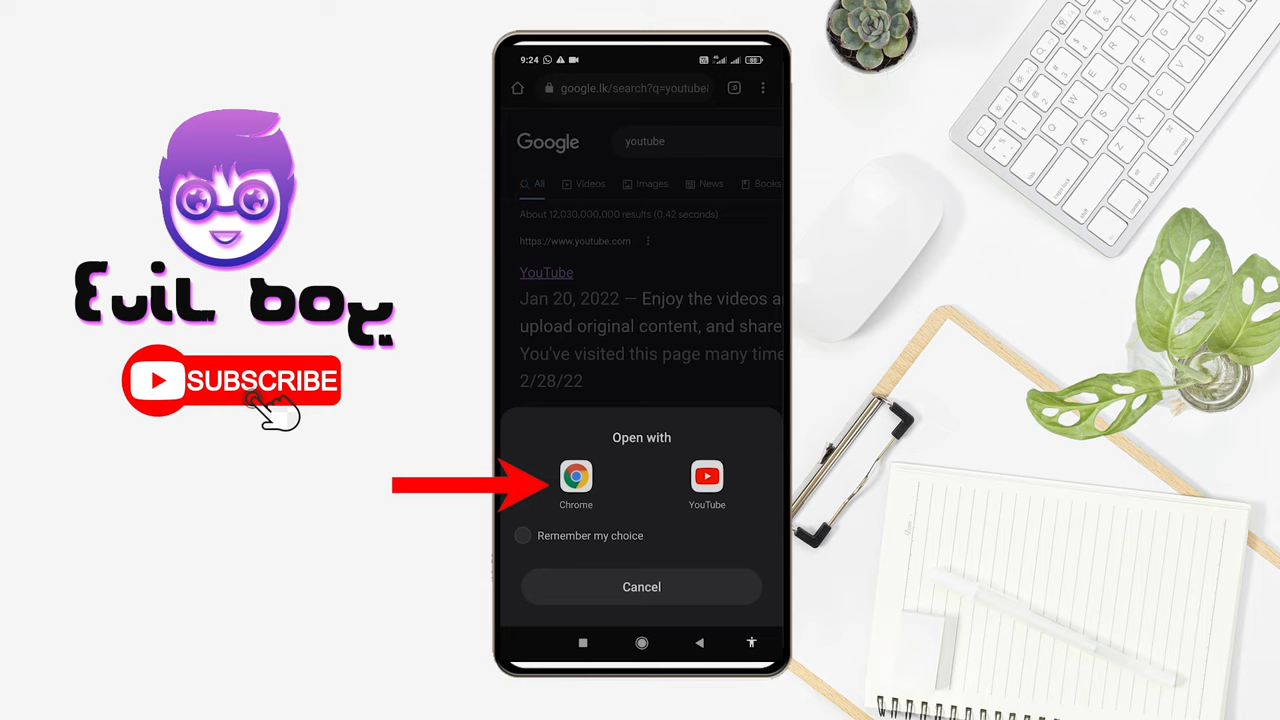 Evil boy
SUBSCRIBE
9:24
google.lk/search?q=youtube
Google
youtube
All
Videos
Images
News
Books
About 12,030,000,000 results (0.42 seconds)
https://www.youtube.com
YouTube
Jan 20, 2022 — Enjoy the videos a
upload original content, and share
You've visited this page many time
2/28/22
Open with
Chrome
YouTube
Remember my choice
Cancel